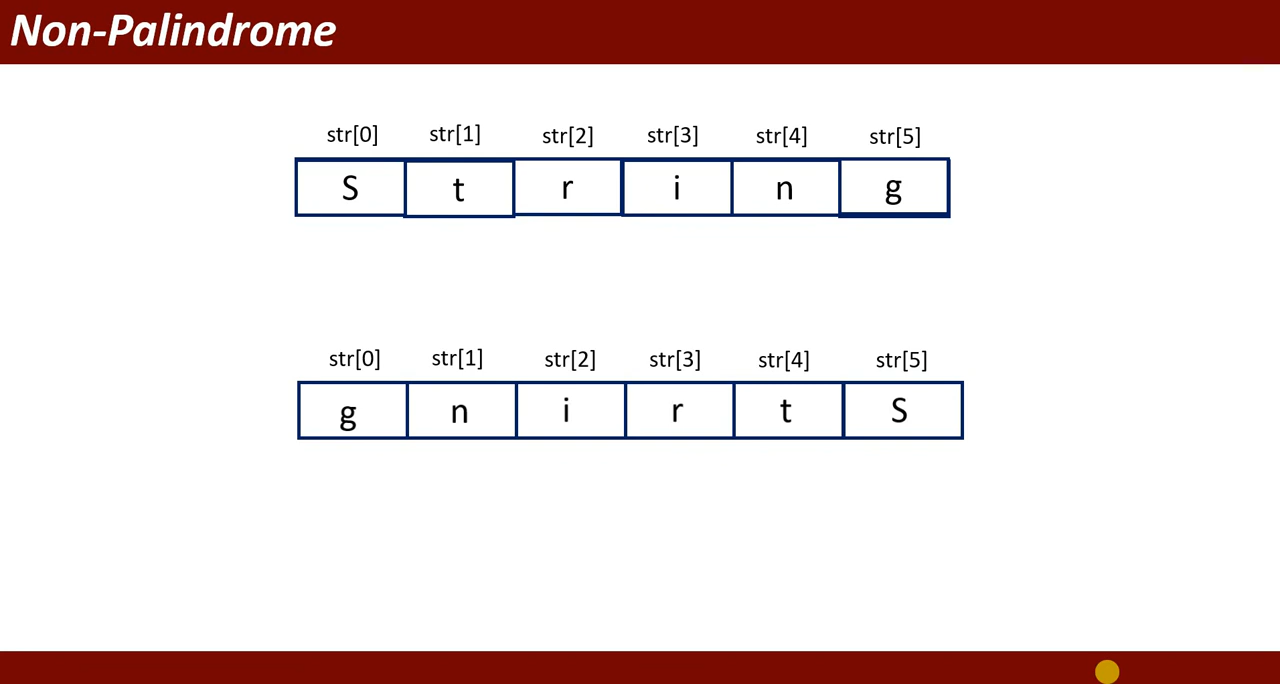 Non-Palindrome
str[0] str[1] str[2] str[3] str[4] str[5]
S t r i n g
str[0] str[1] str[2] str[3] str[4] str[5]
g n i r t S